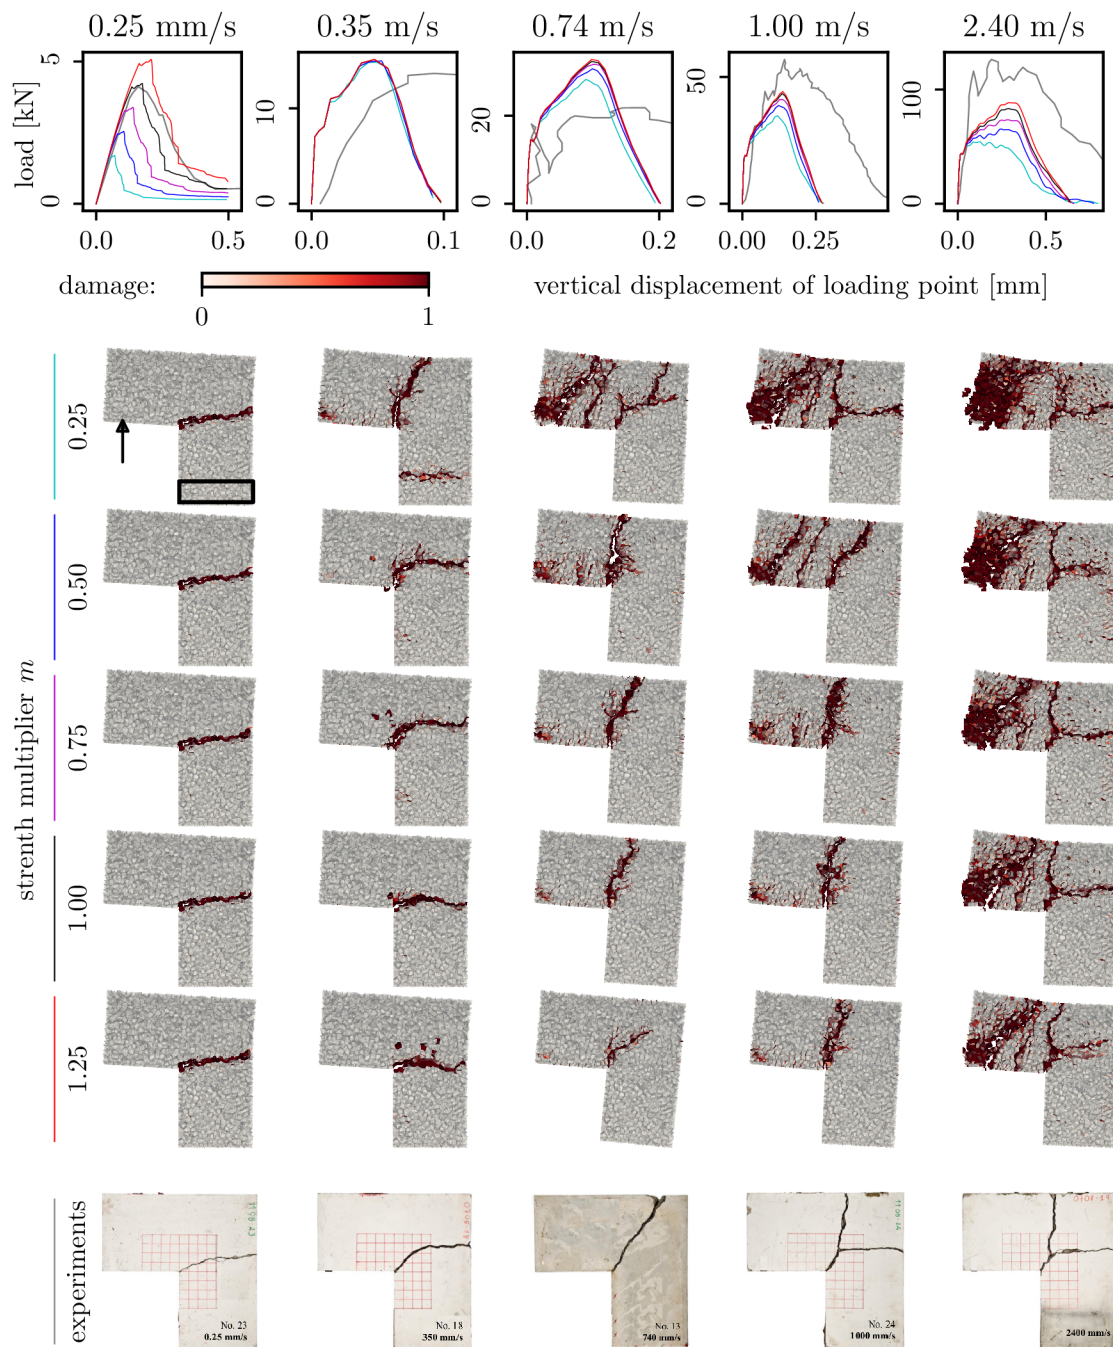 0.25 mm/s 0.35 m/s 0.74 m/s 1.00 m/s 2.40 m/s
load [kN]
5
0
10
0
20
0
50
0
100
0
0.0 0.5 0.0 0.1 0.0 0.2 0.00 0.25 0.0 0.5
damage:
0 1
vertical displacement of loading point [mm]
strenth multiplier m
0.25
0.50
0.75
1.00
1.25
experiments
No. 23
0.25 mm/s
No. 18
350 mm/s
No. 13
740 mm/s
No. 24
1000 mm/s
2400 mm/s